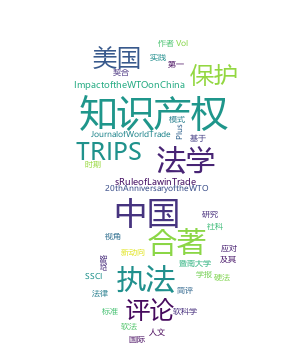 作者 Vol
美国
实践
第一
契合
保护
ImpactoftheWTOonChina
知识产权
模式
JournalofWorldTrade
Plus
基于
TRIPS
法学
时期
sRuleofLawinTrade
20thAnniversaryoftheWTO
中国
研究
社科
视角
合著
新动向
应对
及其
暨南大学
SSCI
执法
学报
硬法
法律
简评
评论
标准
软科学
软法
人文
国际